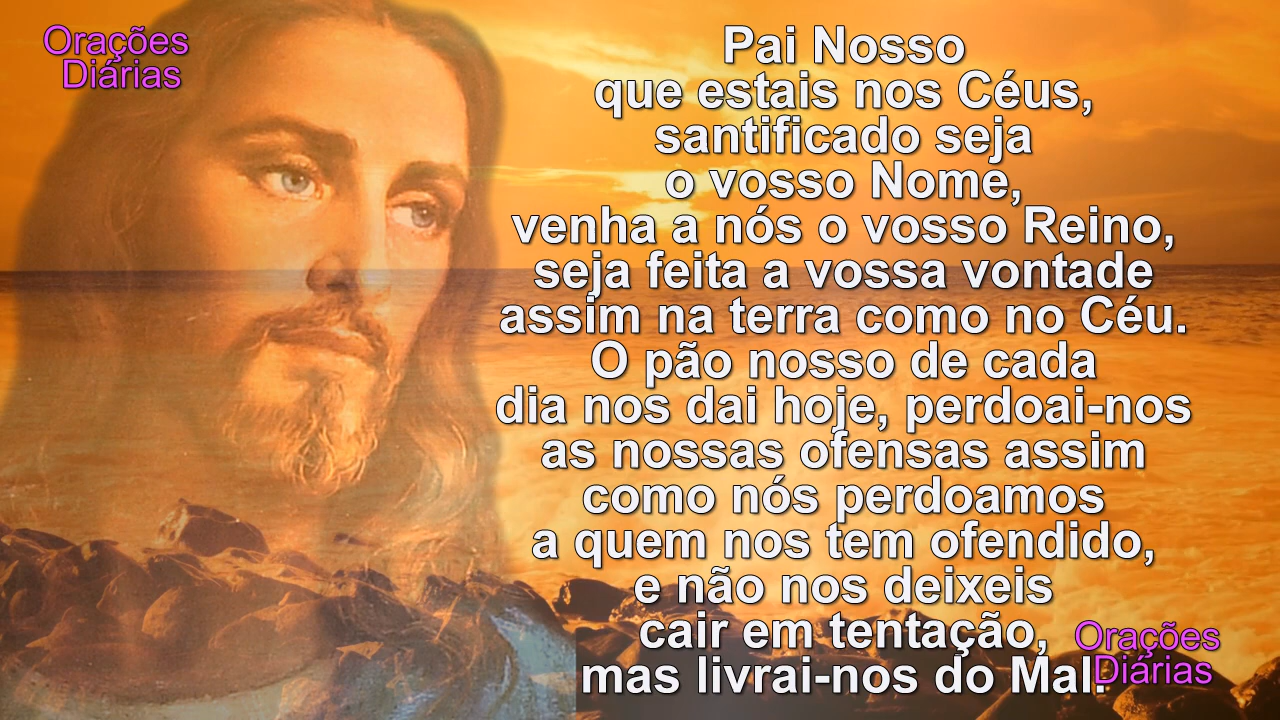 Orações
Diárias
Pai Nosso
que estais nos Céus,
santificado seja
o vosso Nome,
venha a nós o vosso Reino,
seja feita a vossa vontade
assim na terra como no Céu.
O pão nosso de cada
dia nos dai hoje, perdoai-nos
as nossas ofensas assim
como nós perdoamos
a quem nos tem ofendido,
e não nos deixeis
cair em tentação,
mas livrai-nos do Mal.
Orações
Diárias